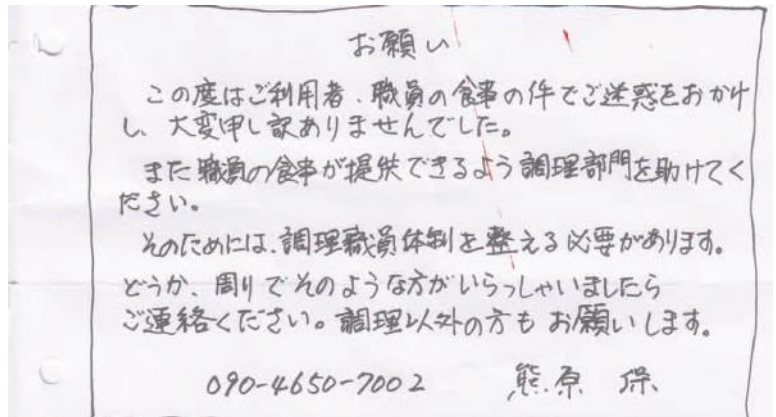 お願い
この度はご利用者、職員の食事の件でご迷惑をおかけ
し、大変申し訳ありませんでした。
また職員の食事が提供できるよう調理部門を助けてく
ださい。
そのためには、調理職員体制を整える必要があります。
どうか、周りでそのような方がいらっしゃいましたら
ご連絡ください。調理以外の方もお願いします。
090-4650-7002 熊原 保